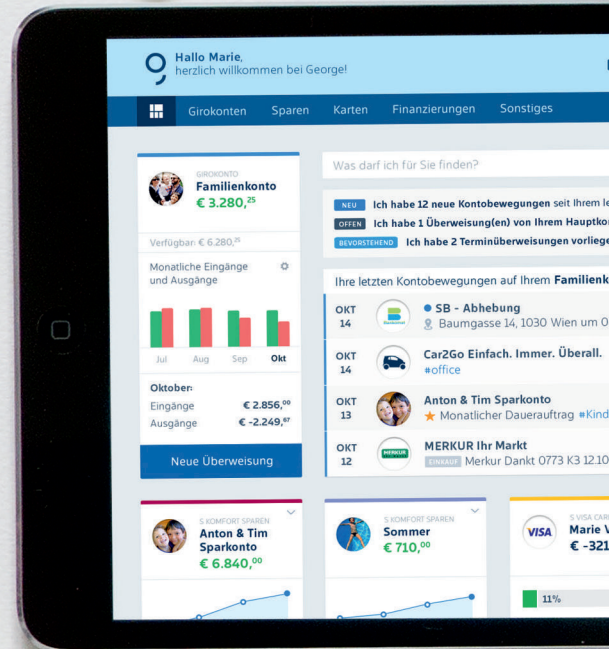 Hallo Marie,
herzlich willkommen bei George!
Girokonten Sparen Karten Finanzierungen Sonstiges
GIROKONTO
Familienkonto
€ 3.280,25
Verfügbar: € 6.280,25
Monatliche Eingänge
und Ausgänge
Jul Aug Sep Okt
Oktober:
Eingänge € 2.856,00
Ausgänge € -2.249,67
Neue Überweisung
Was darf ich für Sie finden?
NEU Ich habe 12 neue Kontobewegungen seit Ihrem le
OFFEN Ich habe 1 Überweisung(en) von Ihrem Hauptko
BEVORSTEHEND Ich habe 2 Terminüberweisungen vorlieg
Ihre letzten Kontobewegungen auf Ihrem Familienk
OKT
14
SB - Abhebung
Baumgasse 14, 1030 Wien um 0
OKT
14
Car2Go Einfach. Immer. Überall.
#office
OKT
13
Anton & Tim Sparkonto
Monatlicher Dauerauftrag #Kind
OKT
12
MERKUR
MERKUR Ihr Markt
EINKAUF Merkur Dankt 0773 K3 12.10
S KOMFORT SPAREN
Anton & Tim
Sparkonto
€ 6.840,00
S KOMFORT SPAREN
Sommer
€ 710,00
VISA
S VISA CAR
Marie V
€ -321
11%